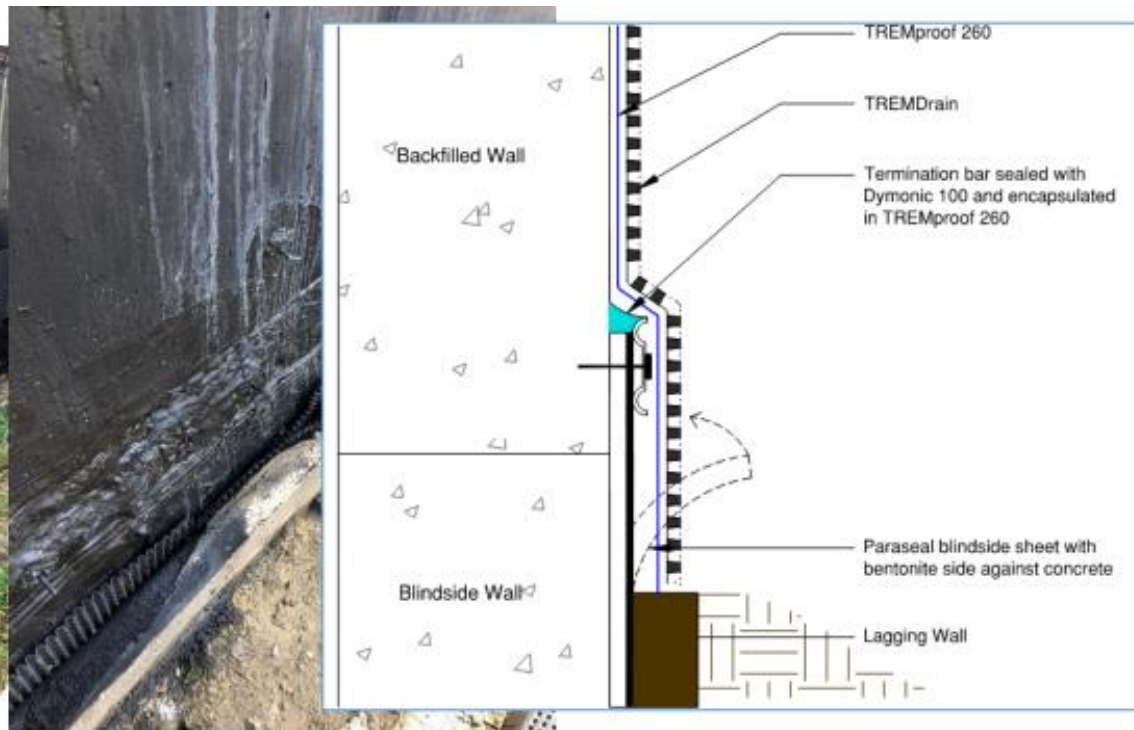 TREMproof 260
TREMDrain
Backfilled Wall
Termination bar sealed with
Dymonic 100 and encapsulated
in TREMproof 260
Paraseal blindside sheet with
bentonite side against concrete
Blindside Wall
Lagging Wall